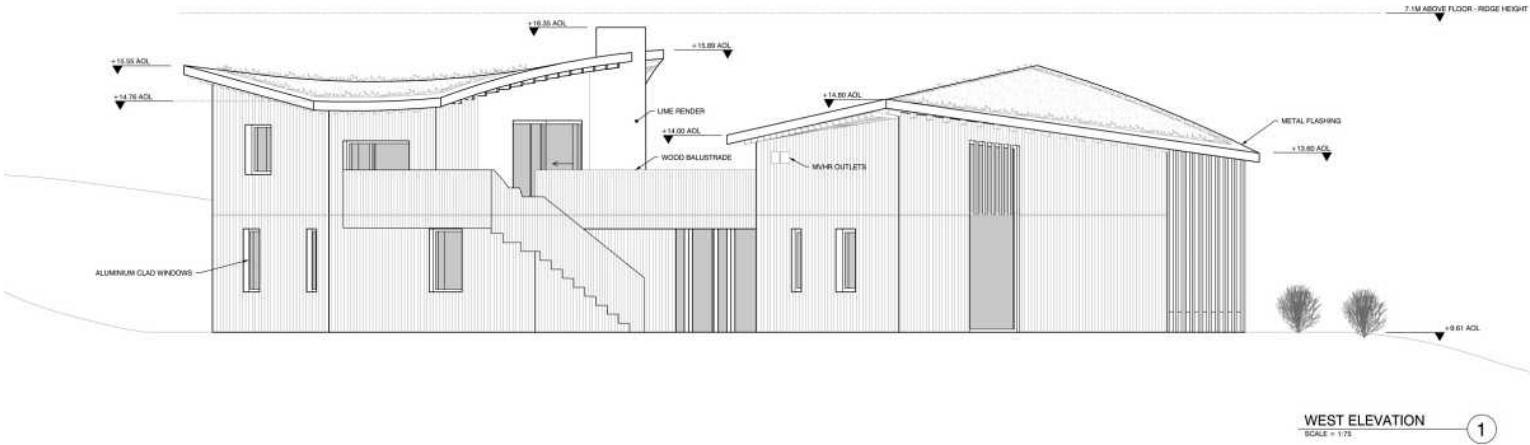 7.1M ABOVE FLOOR - RIDGE HEIGHT
+16.35 AOL
+15.89 AOL
+15.55 AOL
+14.76 AOL
+14.80 AOL
LIME RENDER
METAL FLASHING
+14.00 AOL
+13.60 AOL
WOOD BALUSTRADE
MVHR OUTLETS
ALUMINIUM CLAD WINDOWS
+9.61 AOL
WEST ELEVATION
SCALE = 1:75
1